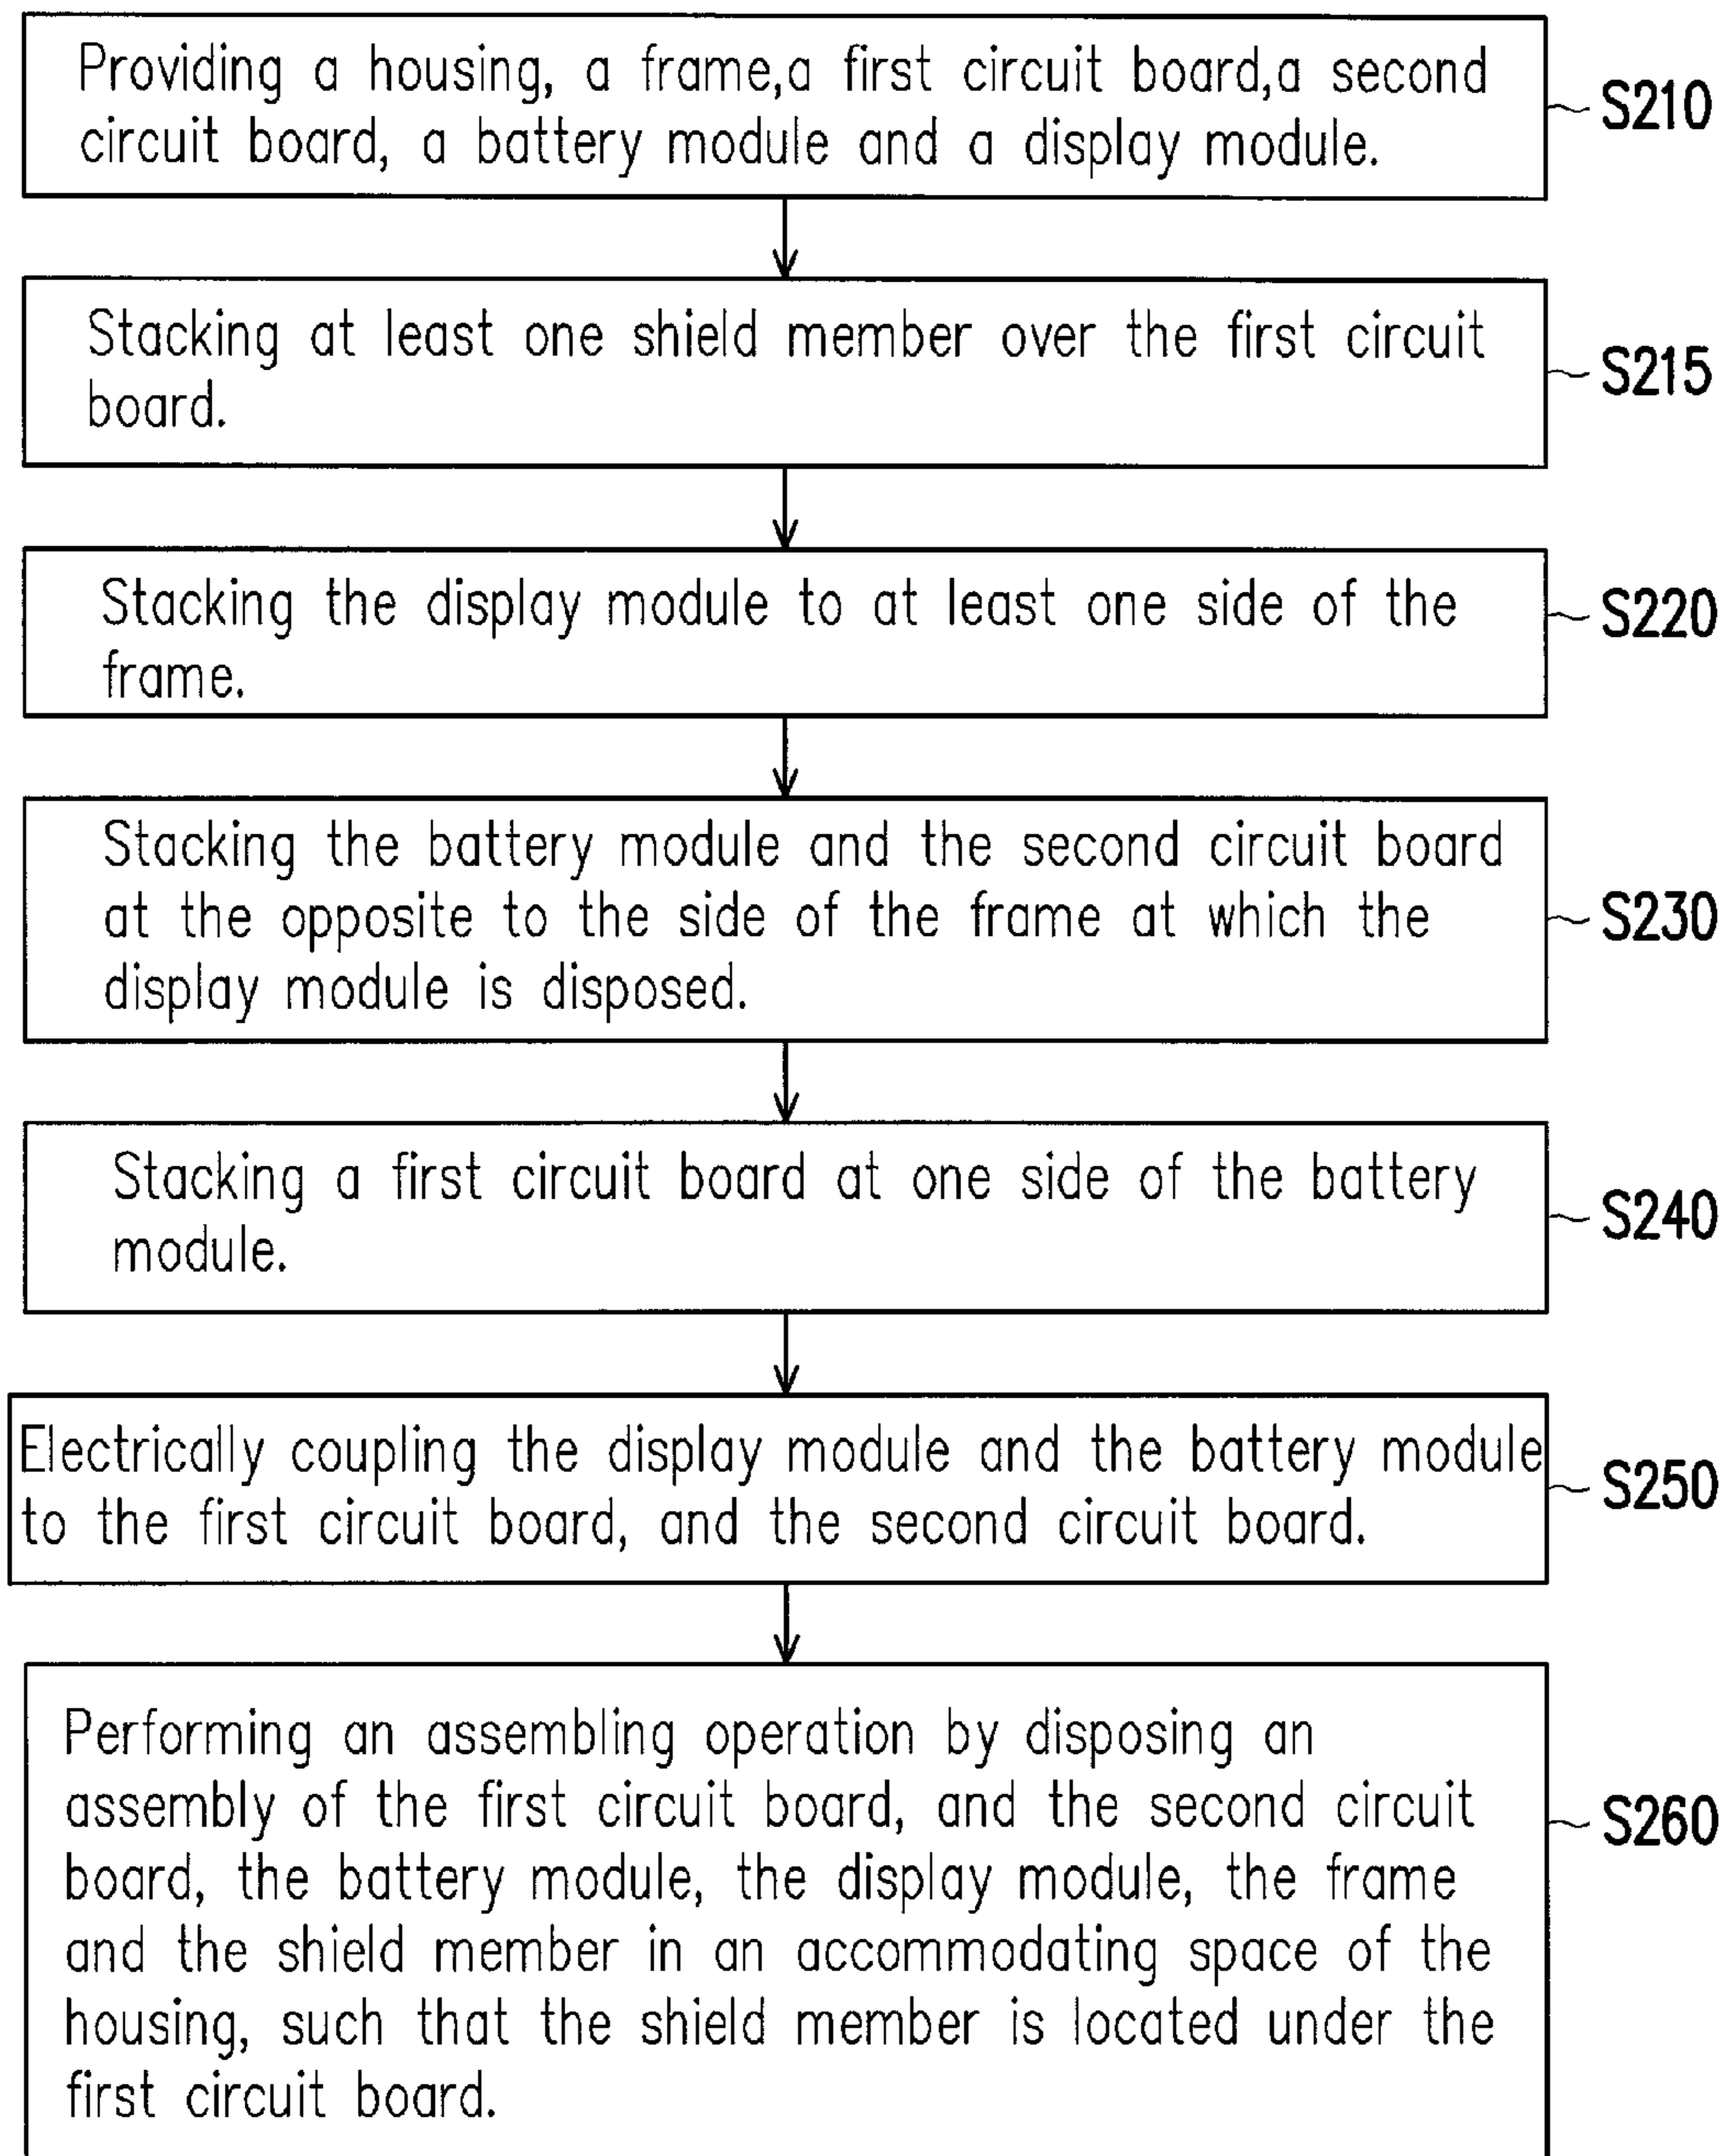 Providing a housing, a frame,a first circuit board,a second
circuit board, a battery module and a display module.
S210
Stacking at least one shield member over the first circuit
board.
S215
Stacking the display module to at least one side of the
frame.
S220
Stacking the battery module and the second circuit board
at the opposite to the side of the frame at which the
display module is disposed.
S230
Stacking a first circuit board at one side of the battery
module.
S240
Electrically coupling the display module and the battery module
to the first circuit board, and the second circuit board.
S250
Performing an assembling operation by disposing an
assembly of the first circuit board, and the second circuit
board, the battery module, the display module, the frame
and the shield member in an accommodating space of the
housing, such that the shield member is located under the
first circuit board.
S260